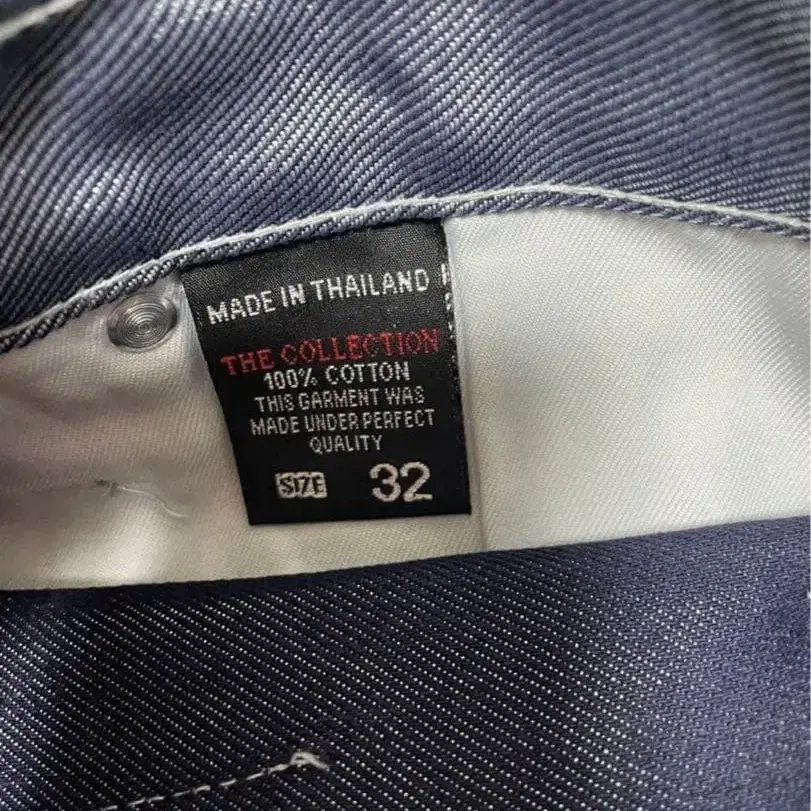 MADE IN THAILAND
THE COLLECTION
100% COTTON
THIS GARMENT WAS
MADE UNDER PERFECT
QUALITY
SIZE 32